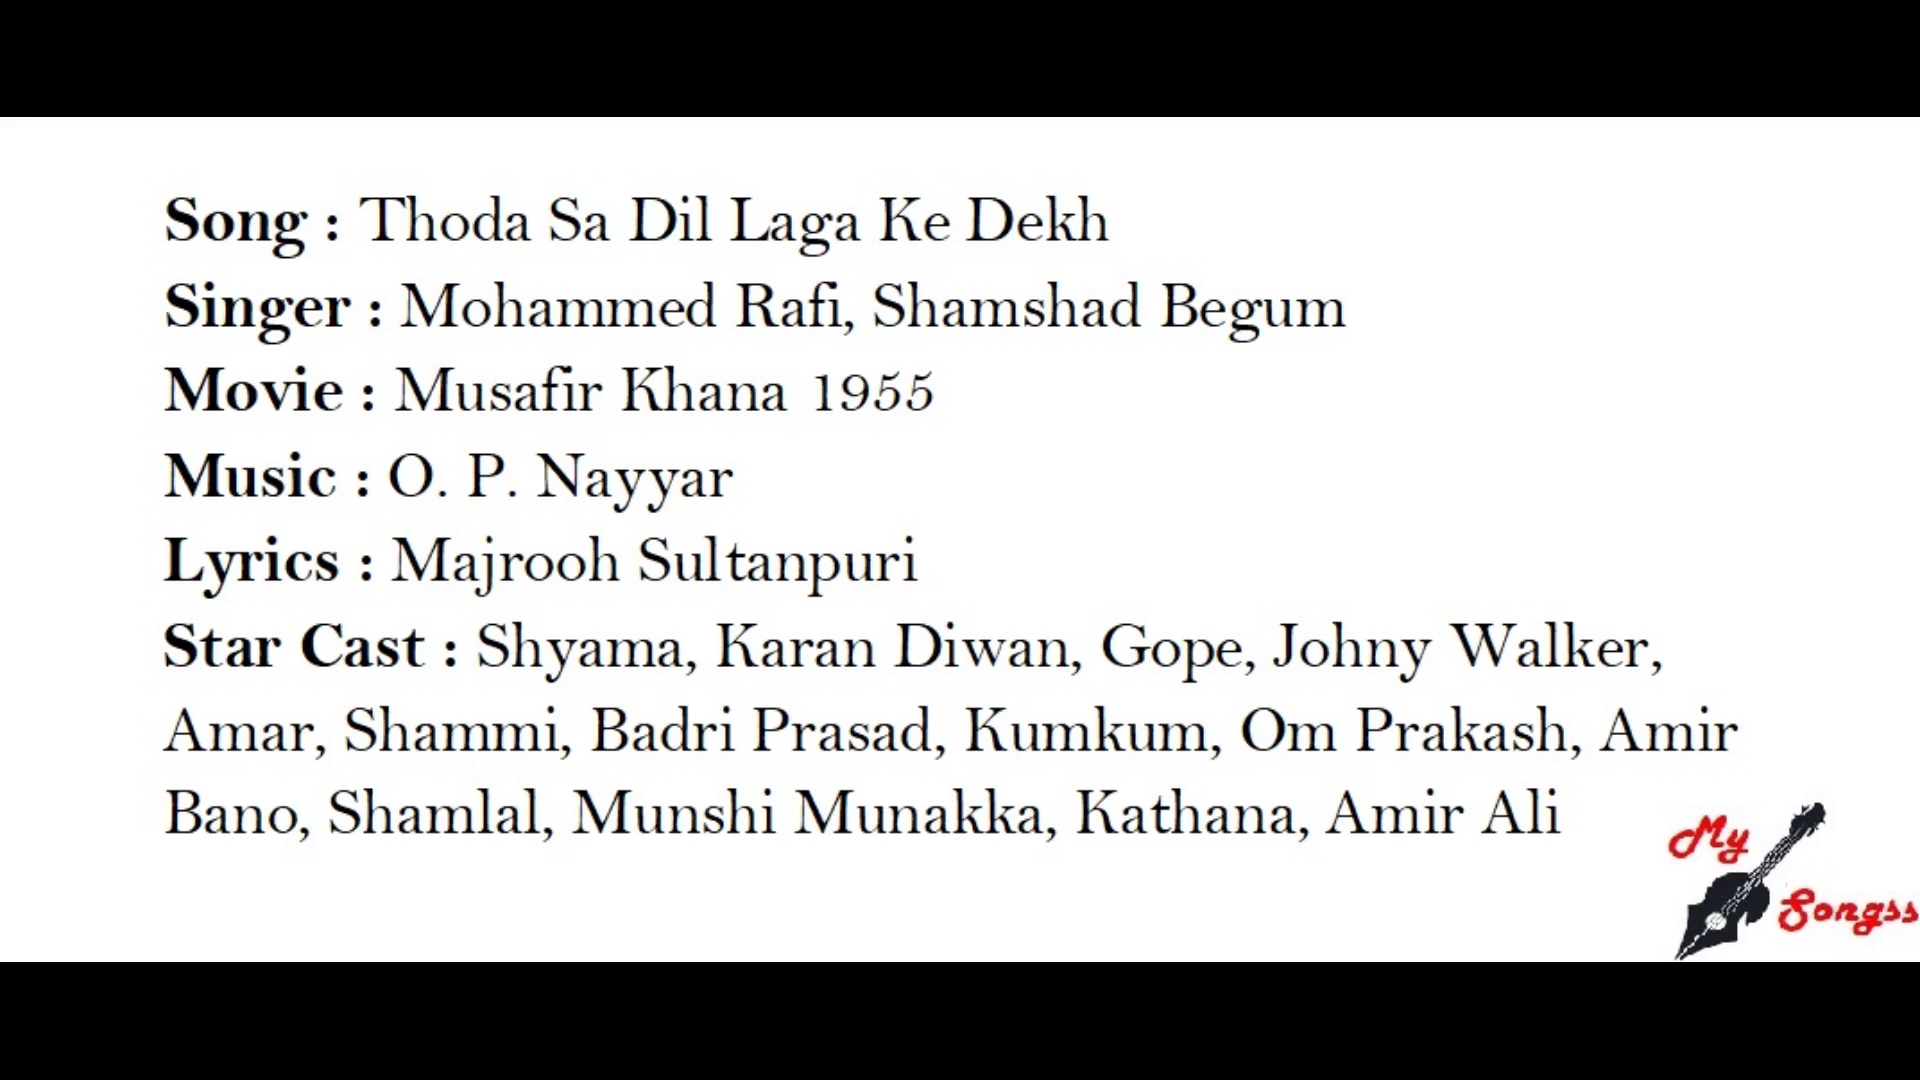 Song : Thoda Sa Dil Laga Ke Dekh
Singer : Mohammed Rafi, Shamshad Begum
Movie : Musafir Khana 1955
Music : O. P. Nayyar
Lyrics : Majrooh Sultanpuri
Star Cast : Shyama, Karan Diwan, Gope, Johny Walker,
Amar, Shammi, Badri Prasad, Kumkum, Om Prakash, Amir
Bano, Shamlal, Munshi Munakka, Kathana, Amir Ali
My
Songss